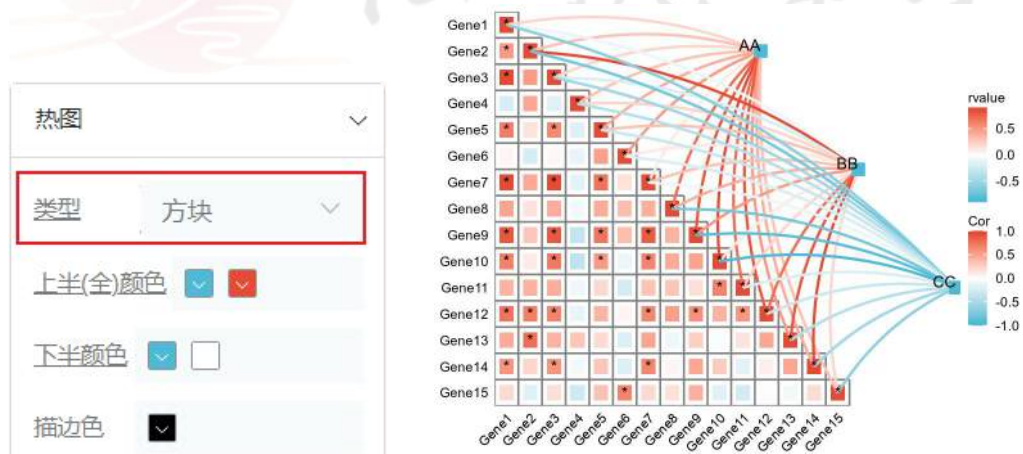 热图
类型 方块
上半(全)颜色
下半颜色
描边色
Gene1
Gene2
Gene3
Gene4
Gene5
Gene6
Gene7
Gene8
Gene9
Gene10
Gene11
Gene12
Gene13
Gene14
Gene15
Gene1 Gene2 Gene3 Gene4 Gene5 Gene6 Gene7 Gene8 Gene9 Gene10 Gene11 Gene12 Gene13 Gene14 Gene15
AA
BB
CC
rvalue
0.5
0.0
-0.5
Cor
1.0
0.5
0.0
-0.5
-1.0